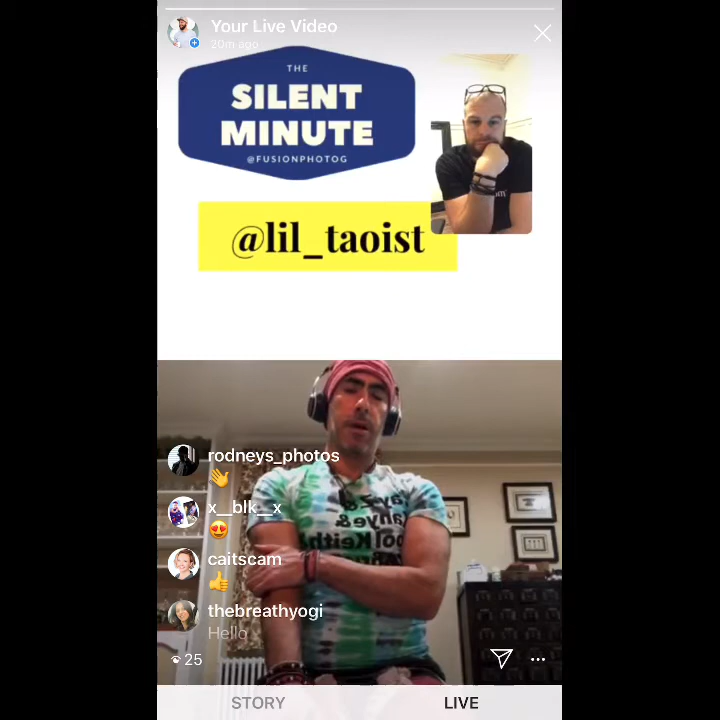 Your Live Video
20m ago
THE
SILENT
MINUTE
@FUSIONPHOTOG
@lil_taoist
rodneys_photos
x__blk__x
caitscam
thebreathyogi
Hello
25
STORY
LIVE